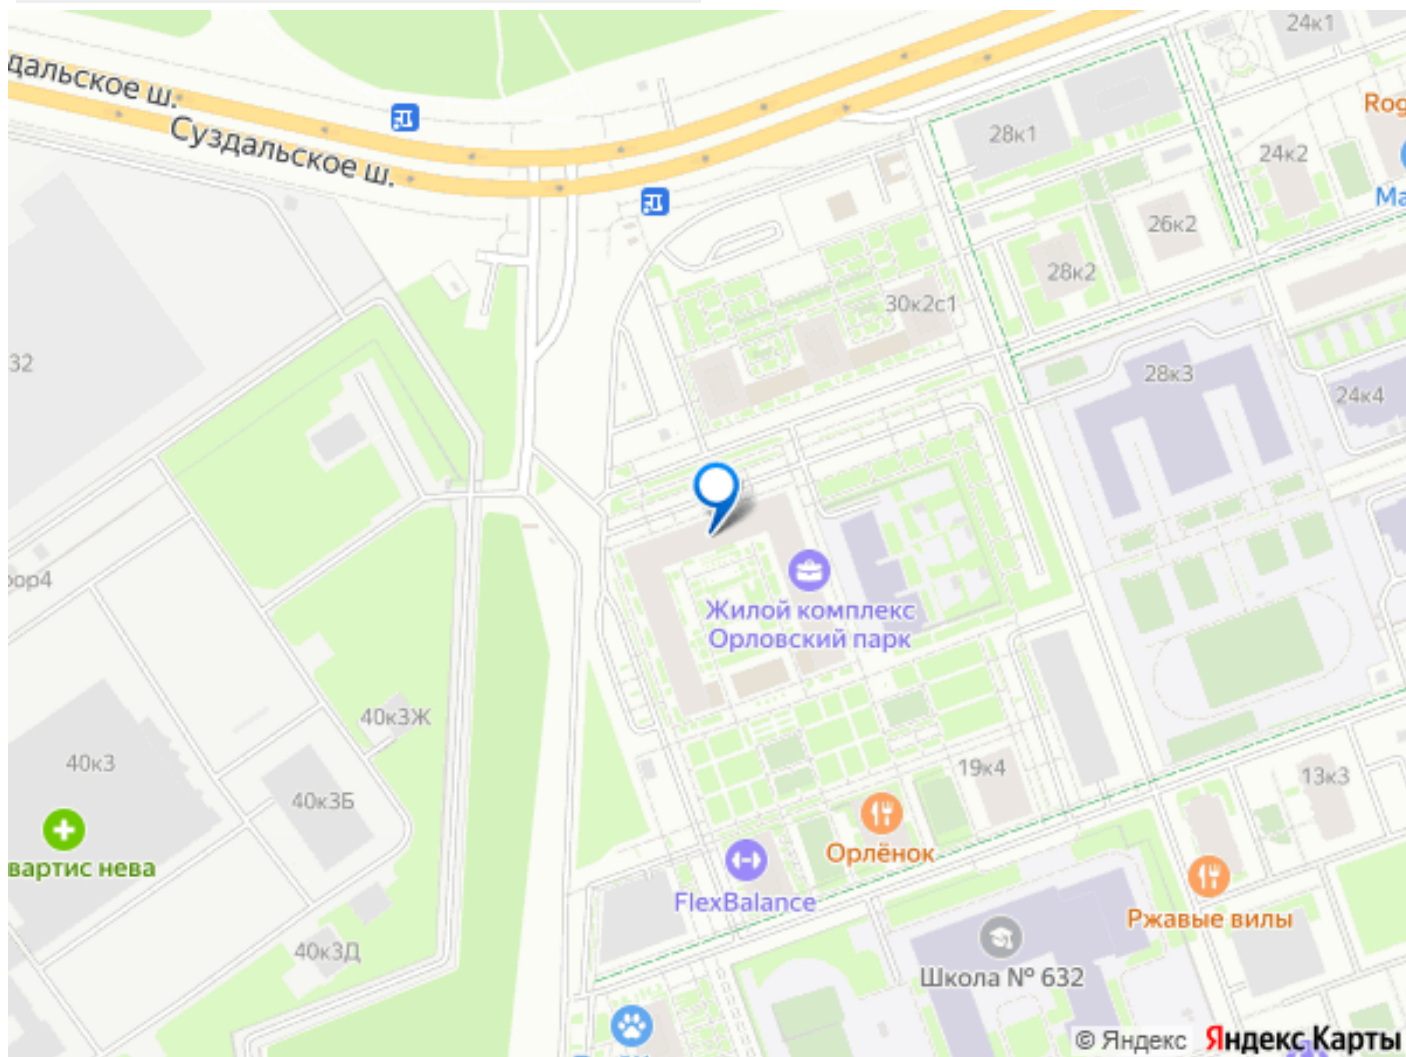 24к1
дальское ш.
Суздальское ш.
Rog
28к1
24к2
Ма
26к2
28к2
30к2с1
32
28к3
24к4
ор4
Жилой комплекс
Орловский парк
40к3Ж
40к3
40к3Б
19к4
13к3
Орлёнок
вартис нева
FlexBalance
Ржавые вилы
40к3Д
Школа № 632
© Яндекс
Яндекс Карты